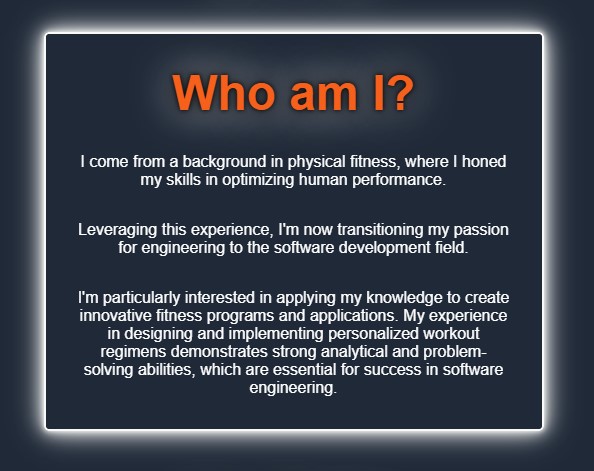 Who am I?
I come from a background in physical fitness, where I honed
my skills in optimizing human performance.
Leveraging this experience, I'm now transitioning my passion
for engineering to the software development field.
I'm particularly interested in applying my knowledge to create
innovative fitness programs and applications. My experience
in designing and implementing personalized workout
regimens demonstrates strong analytical and problem-
solving abilities, which are essential for success in software
engineering.